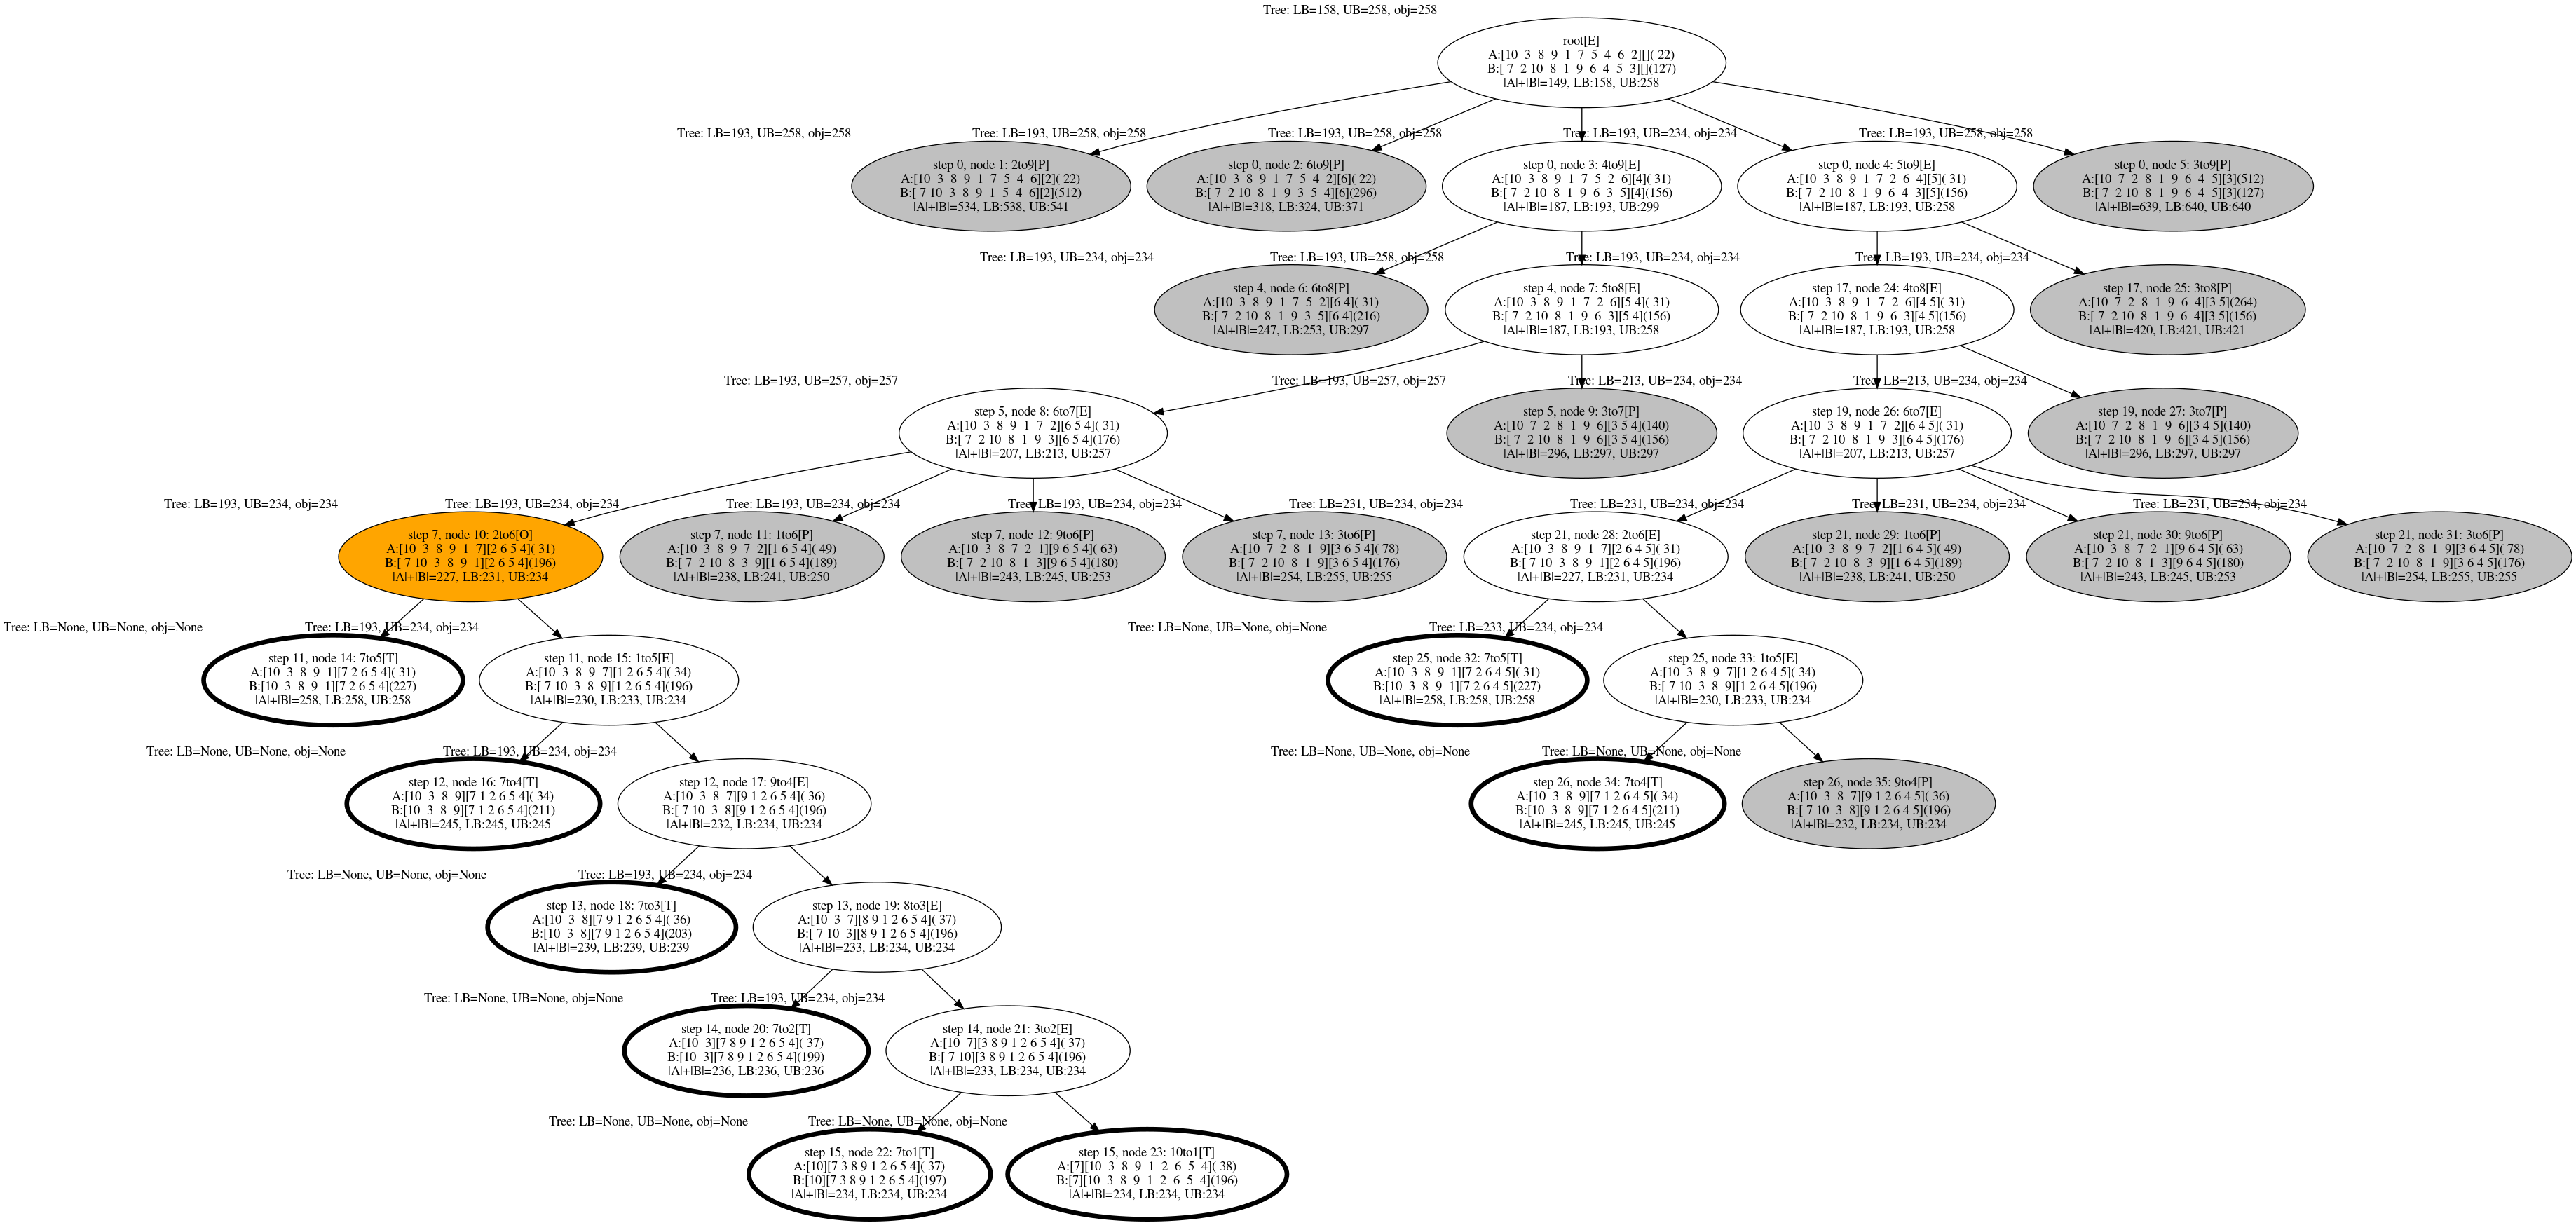 Tree: LB=158, UB=258, obj=258
root[E]
A:[10 3 8 9 1 7 5 4 6 2][]( 22)
B:[ 7 2 10 8 1 9 6 4 5 3][](127)
|A|+|B|=149, LB:158, UB:258
Tree: LB=193, UB=258, obj=258
step 0, node 1: 2to9[P]
A:[10 3 8 9 1 7 5 4 6][2]( 22)
B:[ 7 10 3 8 9 1 5 4 6][2](512)
|A|+|B|=534, LB:538, UB:541
Tree: LB=193, UB=258, obj=258
step 0, node 2: 6to9[P]
A:[10 3 8 9 1 7 5 4 2][6]( 22)
B:[ 7 2 10 8 1 9 3 5 4][6](296)
|A|+|B|=318, LB:324, UB:371
Tree: LB=193, UB=258, obj=258
step 0, node 3: 4to9[E]
A:[10 3 8 9 1 7 5 2 6][4]( 31)
B:[ 7 2 10 8 1 9 6 3 5][4](156)
|A|+|B|=187, LB:193, UB:299
Tree: LB=193, UB=234, obj=234
step 0, node 4: 5to9[E]
A:[10 3 8 9 1 7 2 6 4][5]( 31)
B:[ 7 2 10 8 1 9 6 4 3][5](156)
|A|+|B|=187, LB:193, UB:258
Tree: LB=193, UB=258, obj=258
step 0, node 5: 3to9[P]
A:[10 7 2 8 1 9 6 4 5][3](512)
B:[ 7 2 10 8 1 9 6 4 5][3](127)
|A|+|B|=639, LB:640, UB:640
Tree: LB=193, UB=234, obj=234
step 4, node 6: 6to8[P]
A:[10 3 8 9 1 7 5 2][6 4]( 31)
B:[ 7 2 10 8 1 9 3 5][6 4](216)
|A|+|B|=247, LB:253, UB:297
Tree: LB=193, UB=258, obj=258
step 4, node 7: 5to8[E]
A:[10 3 8 9 1 7 2 6][5 4]( 31)
B:[ 7 2 10 8 1 9 6 3][5 4](156)
|A|+|B|=187, LB:193, UB:258
Tree: LB=193, UB=234, obj=234
step 17, node 24: 4to8[E]
A:[10 3 8 9 1 7 2 6][4 5]( 31)
B:[ 7 2 10 8 1 9 6 3][4 5](156)
|A|+|B|=187, LB:193, UB:258
Tree: LB=193, UB=234, obj=234
step 17, node 25: 3to8[P]
A:[10 7 2 8 1 9 6 4][3 5](264)
B:[ 7 2 10 8 1 9 6 4][3 5](156)
|A|+|B|=420, LB:421, UB:421
Tree: LB=193, UB=257, obj=257
step 5, node 8: 6to7[E]
A:[10 3 8 9 1 7 2][6 5 4]( 31)
B:[ 7 2 10 8 1 9 3][6 5 4](176)
|A|+|B|=207, LB:213, UB:257
Tree: LB=193, UB=257, obj=257
step 5, node 9: 3to7[P]
A:[10 7 2 8 1 9 6][3 5 4](140)
B:[ 7 2 10 8 1 9 6][3 5 4](156)
|A|+|B|=296, LB:297, UB:297
Tree: LB=213, UB=234, obj=234
step 19, node 26: 6to7[E]
A:[10 3 8 9 1 7 2][6 4 5]( 31)
B:[ 7 2 10 8 1 9 3][6 4 5](176)
|A|+|B|=207, LB:213, UB:257
Tree: LB=213, UB=234, obj=234
step 19, node 27: 3to7[P]
A:[10 7 2 8 1 9 6][3 4 5](140)
B:[ 7 2 10 8 1 9 6][3 4 5](156)
|A|+|B|=296, LB:297, UB:297
Tree: LB=193, UB=234, obj=234
step 7, node 10: 2to6[O]
A:[10 3 8 9 1 7][2 6 5 4]( 31)
B:[ 7 10 3 8 9 1][2 6 5 4](196)
|A|+|B|=227, LB:231, UB:234
Tree: LB=193, UB=234, obj=234
step 7, node 11: 1to6[P]
A:[10 3 8 9 7 2][1 6 5 4]( 49)
B:[ 7 2 10 8 3 9][1 6 5 4](189)
|A|+|B|=238, LB:241, UB:250
Tree: LB=193, UB=234, obj=234
step 7, node 12: 9to6[P]
A:[10 3 8 7 2 1][9 6 5 4]( 63)
B:[ 7 2 10 8 1 3][9 6 5 4](180)
|A|+|B|=243, LB:245, UB:253
Tree: LB=193, UB=234, obj=234
step 7, node 13: 3to6[P]
A:[10 7 2 8 1 9][3 6 5 4]( 78)
B:[ 7 2 10 8 1 9][3 6 5 4](176)
|A|+|B|=254, LB:255, UB:255
Tree: LB=231, UB=234, obj=234
step 21, node 28: 2to6[E]
A:[10 3 8 9 1 7][2 6 4 5]( 31)
B:[ 7 10 3 8 9 1][2 6 4 5](196)
|A|+|B|=227, LB:231, UB:234
Tree: LB=231, UB=234, obj=234
step 21, node 29: 1to6[P]
A:[10 3 8 9 7 2][1 6 4 5]( 49)
B:[ 7 2 10 8 3 9][1 6 4 5](189)
|A|+|B|=238, LB:241, UB:250
Tree: LB=231, UB=234, obj=234
step 21, node 30: 9to6[P]
A:[10 3 8 7 2 1][9 6 4 5]( 63)
B:[ 7 2 10 8 1 3][9 6 4 5](180)
|A|+|B|=243, LB:245, UB:253
Tree: LB=231, UB=234, obj=234
step 21, node 31: 3to6[P]
A:[10 7 2 8 1 9][3 6 4 5]( 78)
B:[ 7 2 10 8 1 9][3 6 4 5](176)
|A|+|B|=254, LB:255, UB:255
Tree: LB=None, UB=None, obj=None
step 11, node 14: 7to5[T]
A:[10 3 8 9 1][7 2 6 5 4]( 31)
B:[10 3 8 9 1][7 2 6 5 4](227)
|A|+|B|=258, LB:258, UB:258
Tree: LB=193, UB=234, obj=234
step 11, node 15: 1to5[E]
A:[10 3 8 9 7][1 2 6 5 4]( 34)
B:[ 7 10 3 8 9][1 2 6 5 4](196)
|A|+|B|=230, LB:233, UB:234
Tree: LB=None, UB=None, obj=None
step 25, node 32: 7to5[T]
A:[10 3 8 9 1][7 2 6 4 5]( 31)
B:[10 3 8 9 1][7 2 6 4 5](227)
|A|+|B|=258, LB:258, UB:258
Tree: LB=233, UB=234, obj=234
step 25, node 33: 1to5[E]
A:[10 3 8 9 7][1 2 6 4 5]( 34)
B:[ 7 10 3 8 9][1 2 6 4 5](196)
|A|+|B|=230, LB:233, UB:234
Tree: LB=None, UB=None, obj=None
step 12, node 16: 7to4[T]
A:[10 3 8 9][7 1 2 6 5 4]( 34)
B:[10 3 8 9][7 1 2 6 5 4](211)
|A|+|B|=245, LB:245, UB:245
Tree: LB=193, UB=234, obj=234
step 12, node 17: 9to4[E]
A:[10 3 8 7][9 1 2 6 5 4]( 36)
B:[ 7 10 3 8][9 1 2 6 5 4](196)
|A|+|B|=232, LB:234, UB:234
Tree: LB=None, UB=None, obj=None
step 26, node 34: 7to4[T]
A:[10 3 8 9][7 1 2 6 4 5]( 34)
B:[10 3 8 9][7 1 2 6 4 5](211)
|A|+|B|=245, LB:245, UB:245
Tree: LB=None, UB=None, obj=None
step 26, node 35: 9to4[P]
A:[10 3 8 7][9 1 2 6 4 5]( 36)
B:[ 7 10 3 8][9 1 2 6 4 5](196)
|A|+|B|=232, LB:234, UB:234
Tree: LB=None, UB=None, obj=None
step 13, node 18: 7to3[T]
A:[10 3 8][7 9 1 2 6 5 4]( 36)
B:[10 3 8][7 9 1 2 6 5 4](203)
|A|+|B|=239, LB:239, UB:239
Tree: LB=193, UB=234, obj=234
step 13, node 19: 8to3[E]
A:[10 3 7][8 9 1 2 6 5 4]( 37)
B:[ 7 10 3][8 9 1 2 6 5 4](196)
|A|+|B|=233, LB:234, UB:234
Tree: LB=None, UB=None, obj=None
step 14, node 20: 7to2[T]
A:[10 3][7 8 9 1 2 6 5 4]( 37)
B:[10 3][7 8 9 1 2 6 5 4](199)
|A|+|B|=236, LB:236, UB:236
Tree: LB=193, UB=234, obj=234
step 14, node 21: 3to2[E]
A:[10 7][3 8 9 1 2 6 5 4]( 37)
B:[ 7 10][3 8 9 1 2 6 5 4](196)
|A|+|B|=233, LB:234, UB:234
Tree: LB=None, UB=None, obj=None
step 15, node 22: 7to1[T]
A:[10][7 3 8 9 1 2 6 5 4]( 37)
B:[10][7 3 8 9 1 2 6 5 4](197)
|A|+|B|=234, LB:234, UB:234
Tree: LB=None, UB=None, obj=None
step 15, node 23: 10to1[T]
A:[7][10 3 8 9 1 2 6 5 4]( 38)
B:[7][10 3 8 9 1 2 6 5 4](196)
|A|+|B|=234, LB:234, UB:234